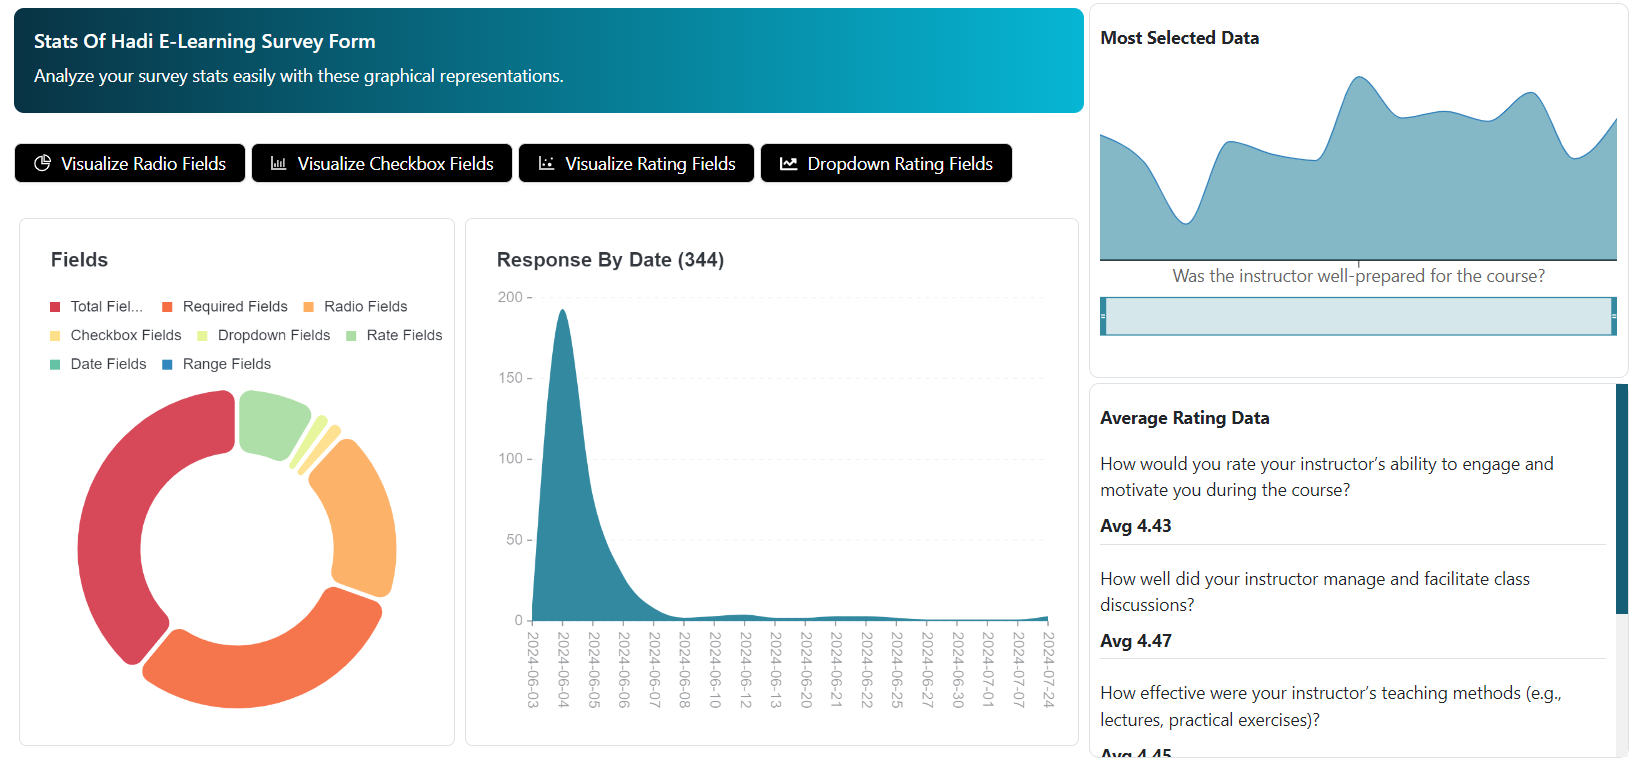 Stats Of Hadi E-Learning Survey Form
Analyze your survey stats easily with these graphical representations.
Visualize Radio Fields
Visualize Checkbox Fields
Visualize Rating Fields
Dropdown Rating Fields
Fields
Total Fiel...
Required Fields
Radio Fields
Checkbox Fields
Dropdown Fields
Rate Fields
Date Fields
Range Fields
Response By Date (344)
200
150
100
50
0
2024-06-03
2024-06-04
2024-06-05
2024-06-06
2024-06-07
2024-06-08
2024-06-10
2024-06-12
2024-06-13
2024-06-20
2024-06-21
2024-06-22
2024-06-25
2024-06-27
2024-06-30
2024-07-01
2024-07-07
2024-07-24
Most Selected Data
Was the instructor well-prepared for the course?
Average Rating Data
How would you rate your instructor’s ability to engage and
motivate you during the course?
Avg 4.43
How well did your instructor manage and facilitate class
discussions?
Avg 4.47
How effective were your instructor’s teaching methods (e.g.,
lectures, practical exercises)?
Avg 4.45